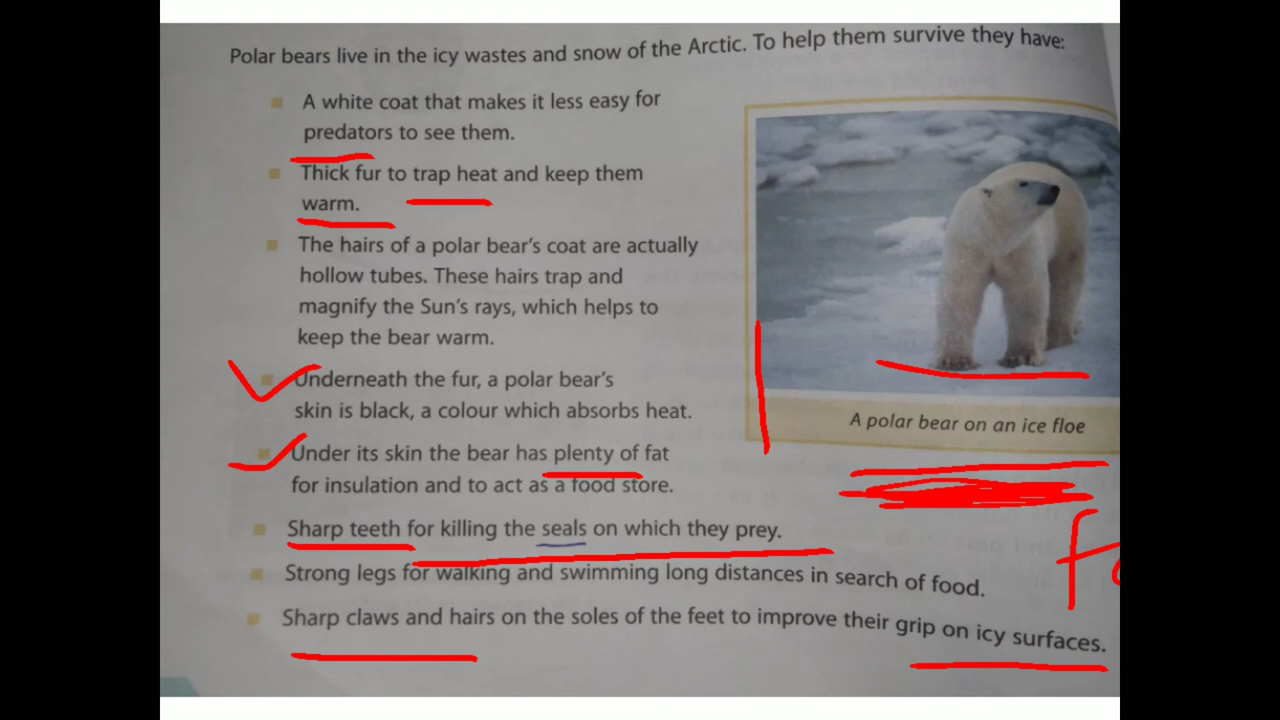 Polar bears live in the icy wastes and snow of the Arctic. To help them survive they have:
A white coat that makes it less easy for
predators to see them.
Thick fur to trap heat and keep them
warm.
The hairs of a polar bear's coat are actually
hollow tubes. These hairs trap and
magnify the Sun's rays, which helps to
keep the bear warm.
Underneath the fur, a polar bear's
skin is black, a colour which absorbs heat.
Under its skin the bear has plenty of fat
for insulation and to act as a food store.
Sharp teeth for killing the seals on which they prey.
Strong legs for walking and swimming long distances in search of food.
Sharp claws and hairs on the soles of the feet to improve their grip on icy surfaces.
A polar bear on an ice floe